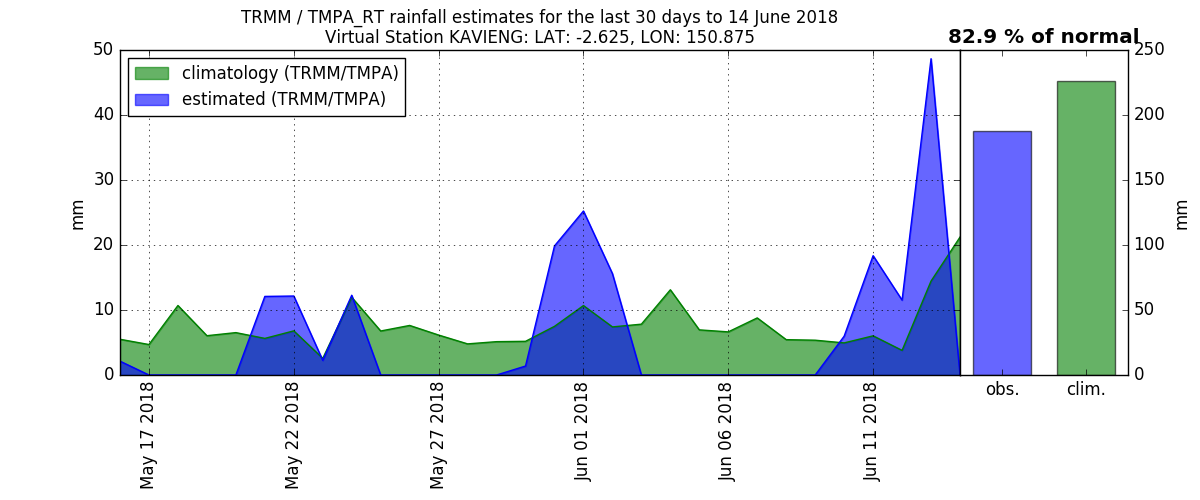 TRMM / TMPA_RT rainfall estimates for the last 30 days to 14 June 2018
Virtual Station KAVIENG: LAT: -2.625, LON: 150.875
82.9 % of normal
climatology (TRMM/TMPA)
estimated (TRMM/TMPA)
50
40
30
20
10
0
mm
May 17 2018
May 22 2018
May 27 2018
Jun 01 2018
Jun 06 2018
Jun 11 2018
250
200
150
100
50
0
mm
obs.
clim.